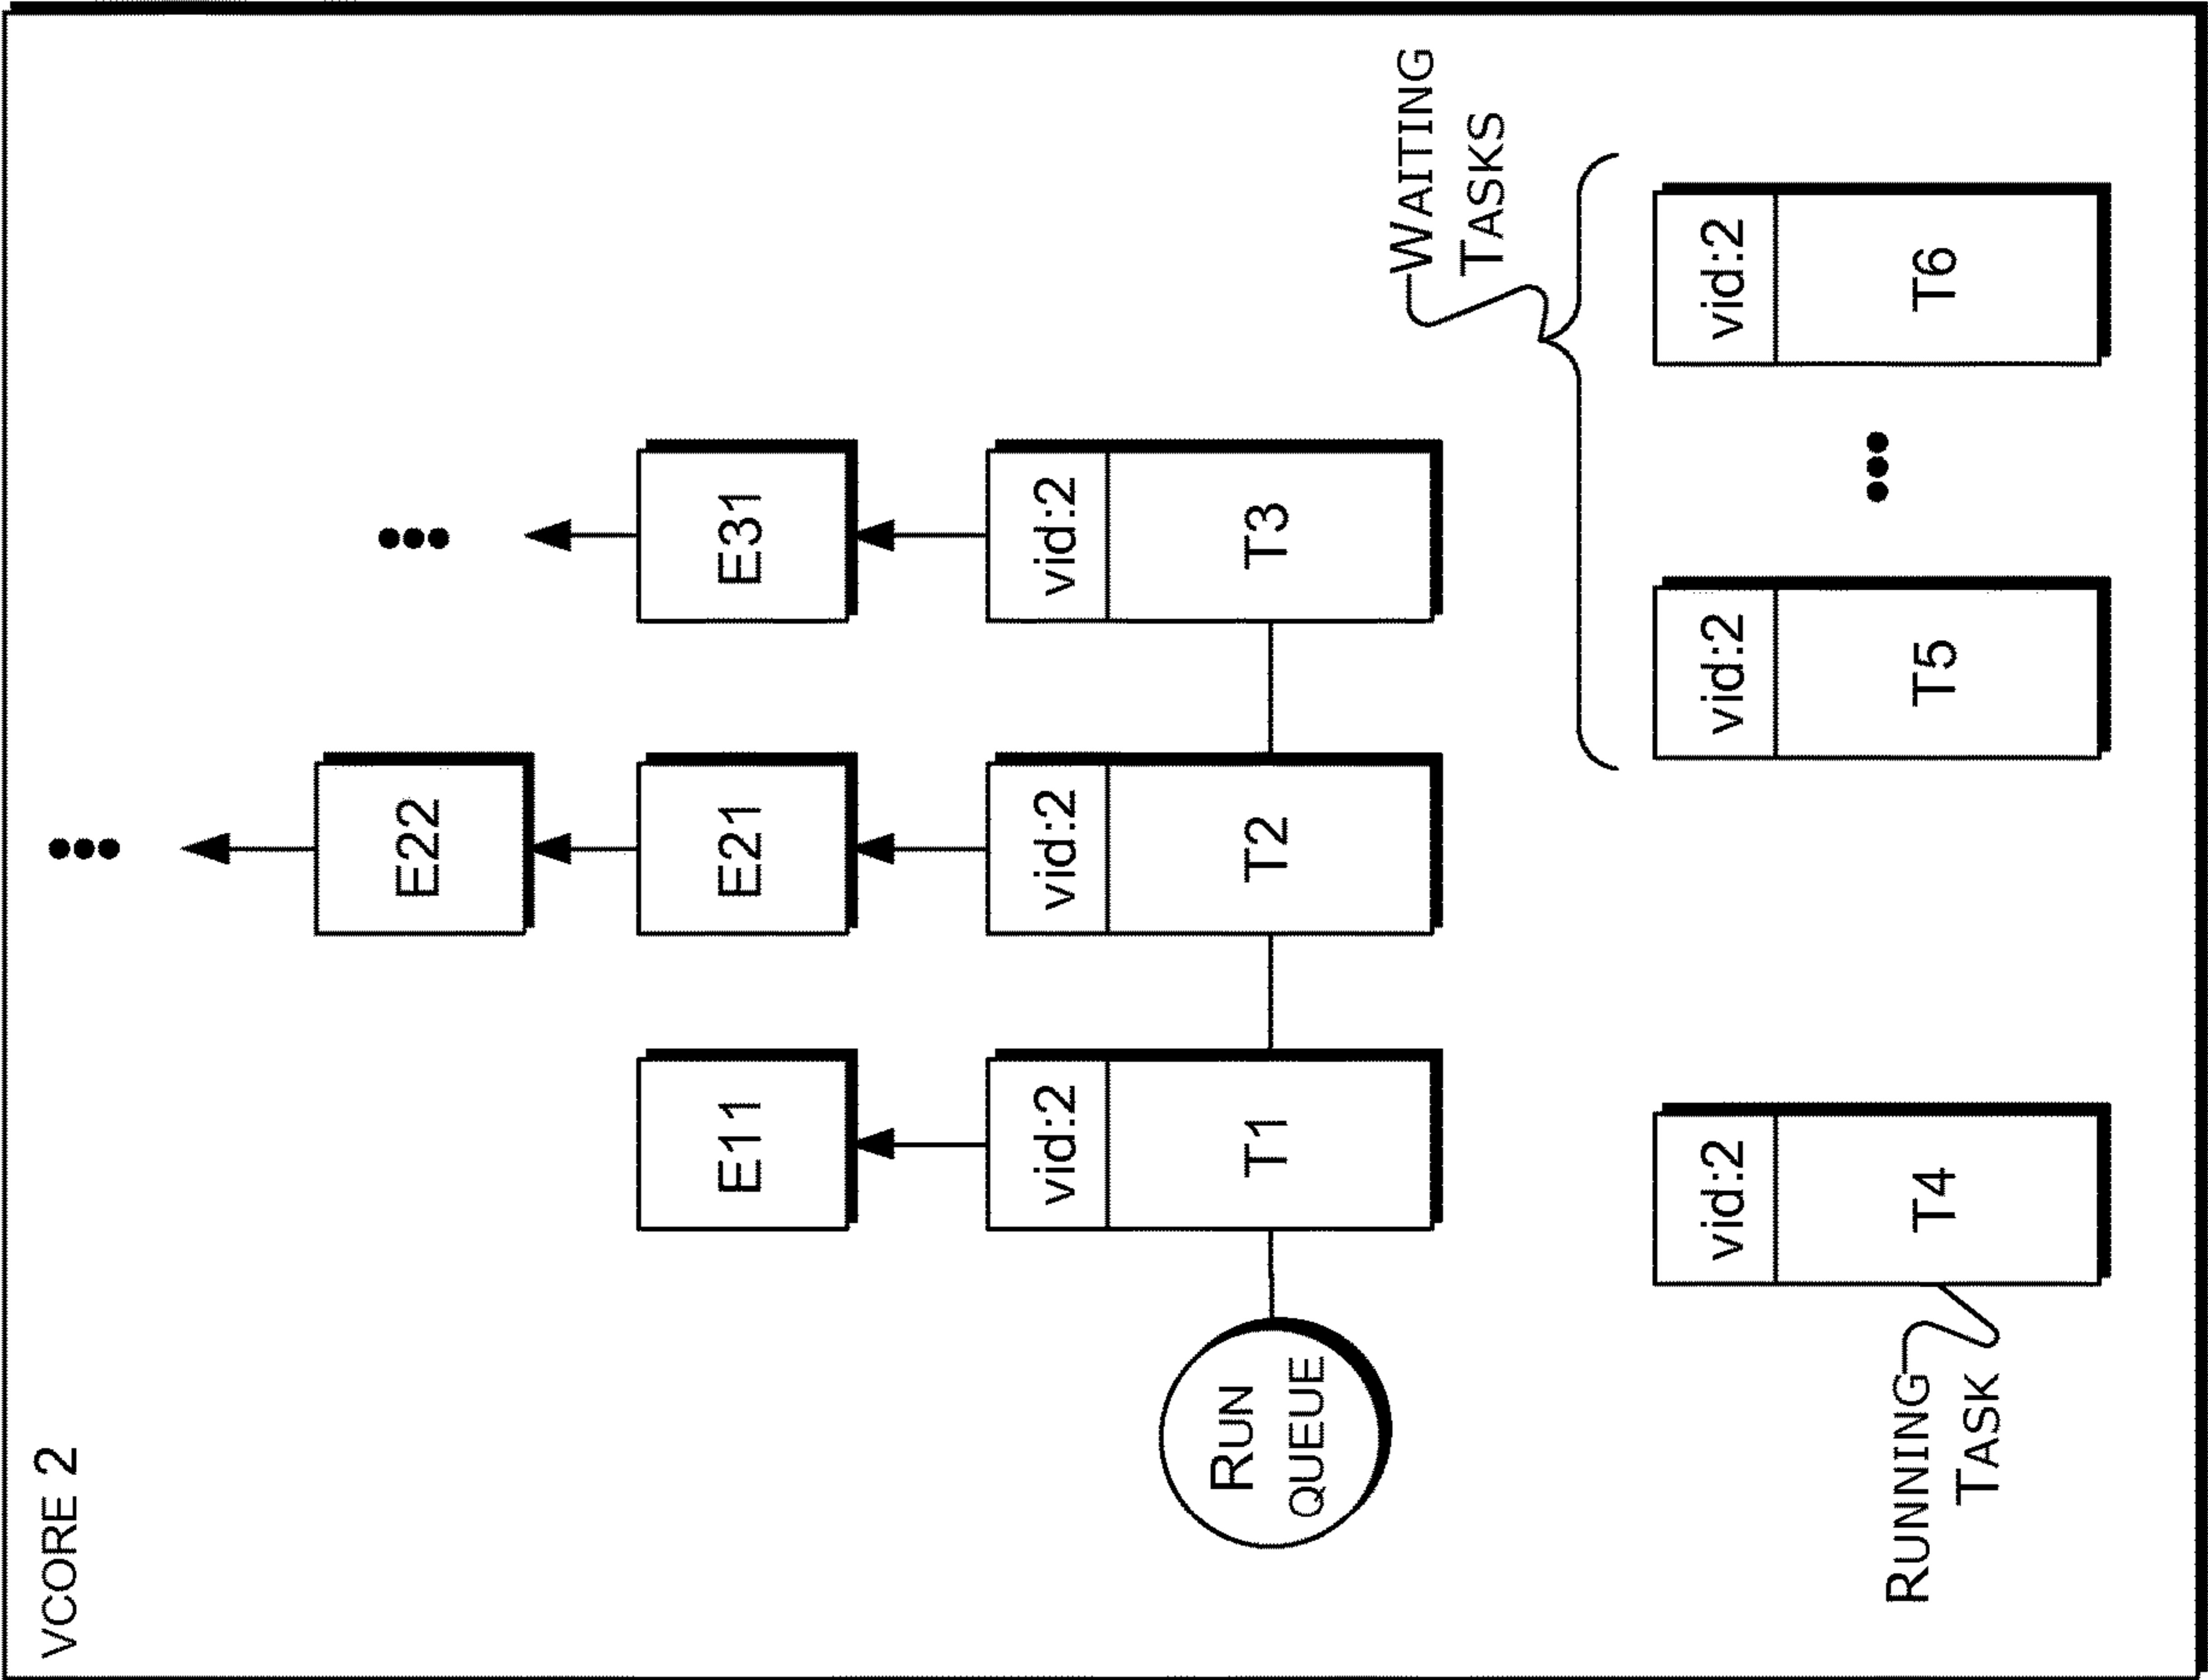 VCORE 2
E22
E11
E21
E31
vid:2
vid:2
vid:2
RUN
QUEUE
T1
T2
T3
WAITING
TASKS
vid:2
vid:2
vid:2
RUNNING
TASK
T4
T5
T6